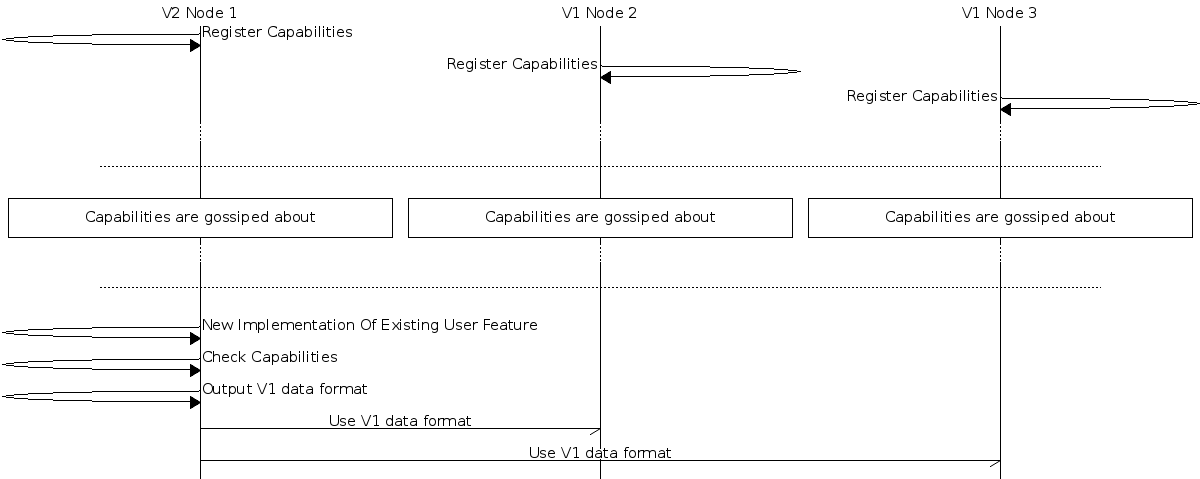 V2 Node 1
V1 Node 2
V1 Node 3
Register Capabilities
Register Capabilities
Register Capabilities
Capabilities are gossiped about
Capabilities are gossiped about
Capabilities are gossiped about
New Implementation Of Existing User Feature
Check Capabilities
Output V1 data format
Use V1 data format
Use V1 data format